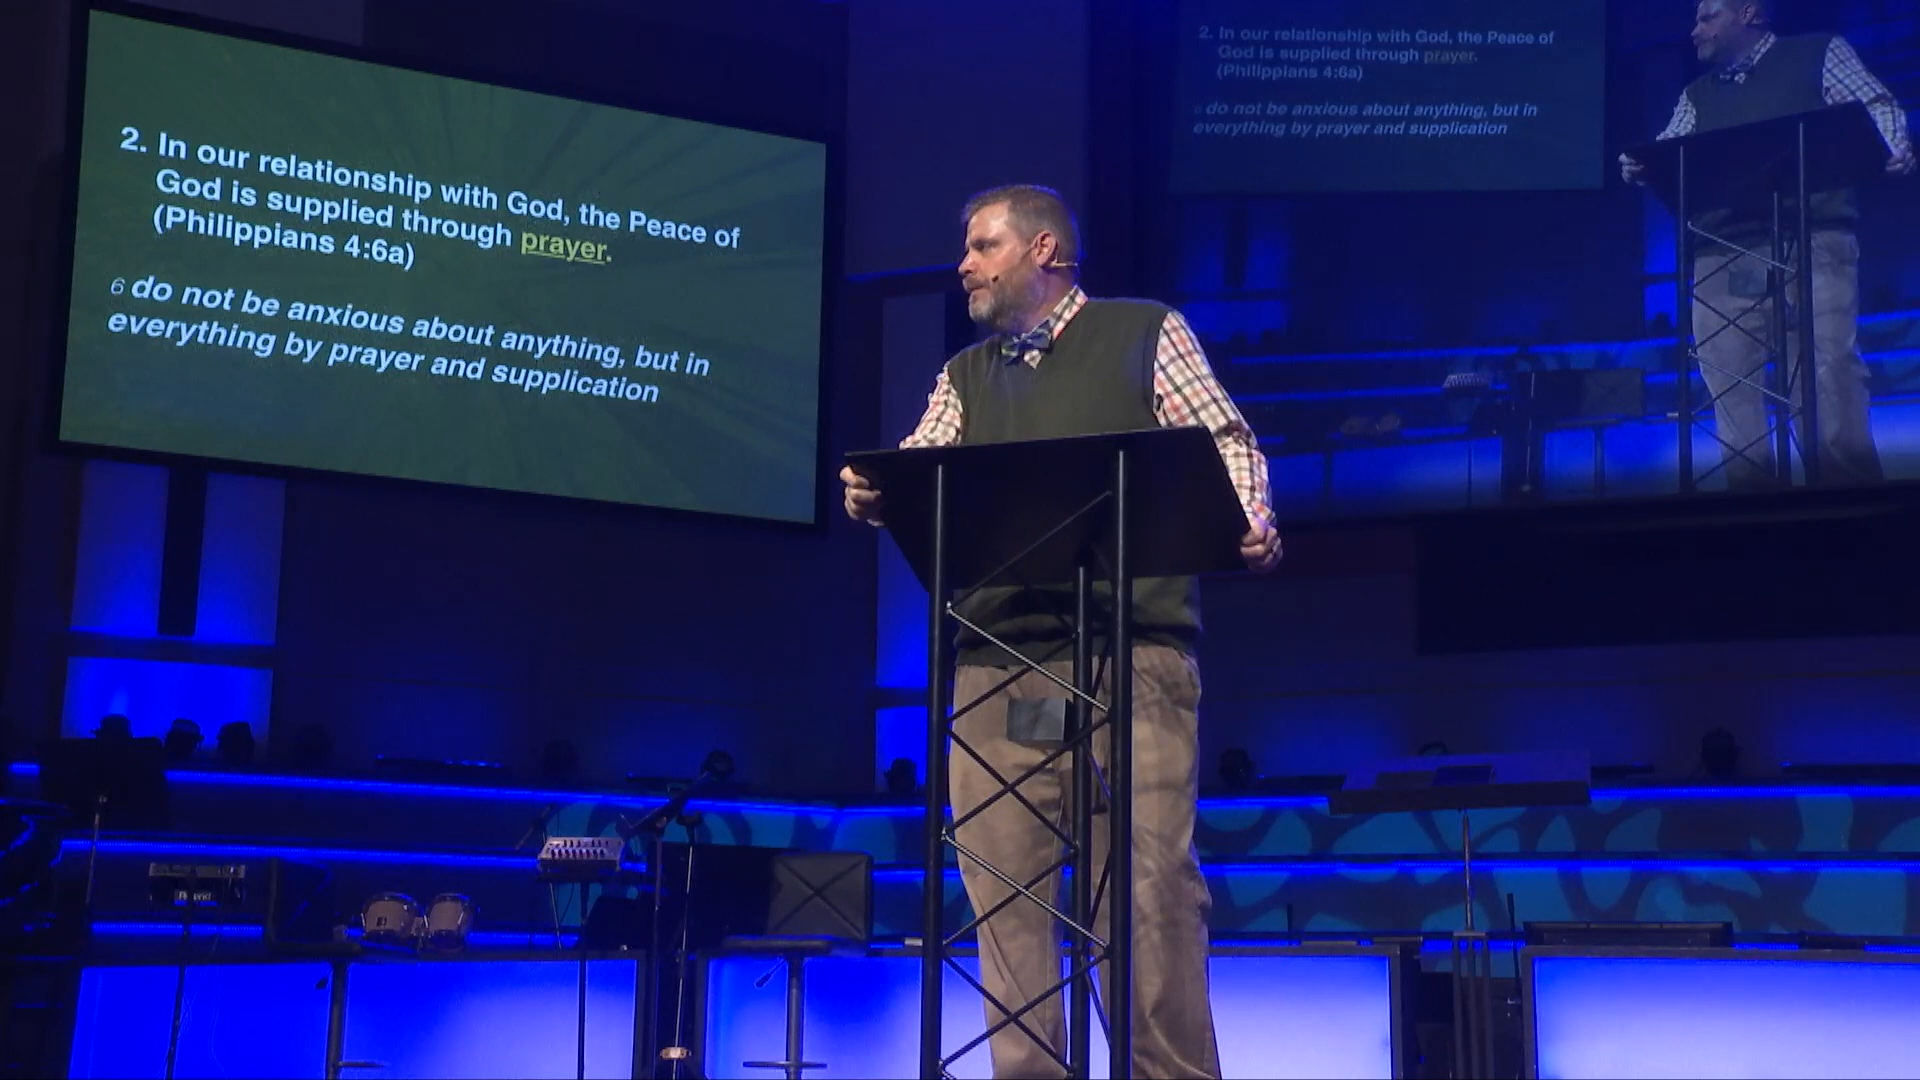 2. In our relationship with God, the Peace of
God is supplied through prayer.
(Philippians 4:6a)
6 do not be anxious about anything, but in
everything by prayer and supplication
2. In our relationship with God, the Peace of
God is supplied through prayer.
(Philippians 4:6a)
6 do not be anxious about anything, but in
everything by prayer and supplication